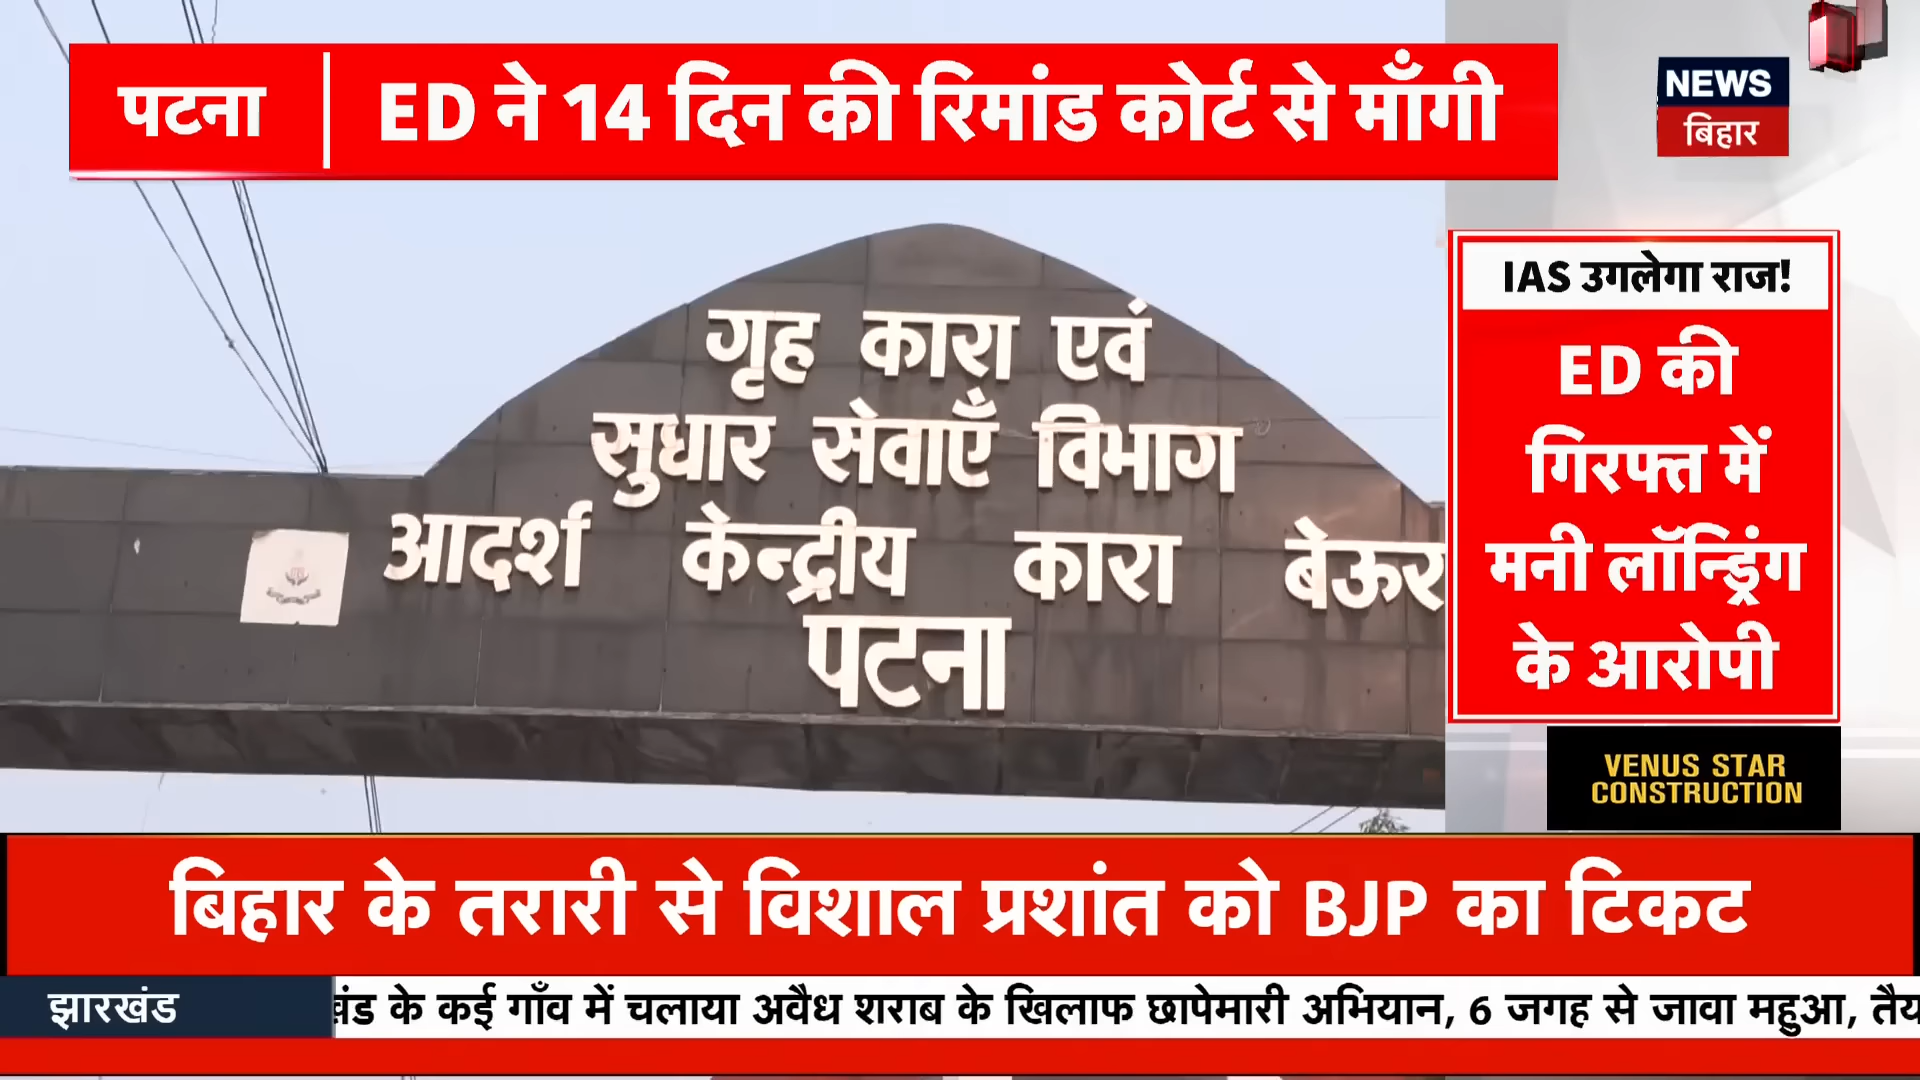 पटना
ED ने 14 दिन की रिमांड कोर्ट से माँगी
NEWS
बिहार
गृह कारा एवं
सुधार सेवाएँ विभाग
आदर्श केन्द्रीय कारा बेऊर
पटना
IAS उगलेगा राज!
ED की
गिरफ्त में
मनी लॉन्ड्रिंग
के आरोपी
VENUS STAR
CONSTRUCTION
बिहार के तरारी से विशाल प्रशांत को BJP का टिकट
झारखंड
के कई गाँव में चलाया अवैध शराब के खिलाफ छापेमारी अभियान, 6 जगह से जावा महुआ,